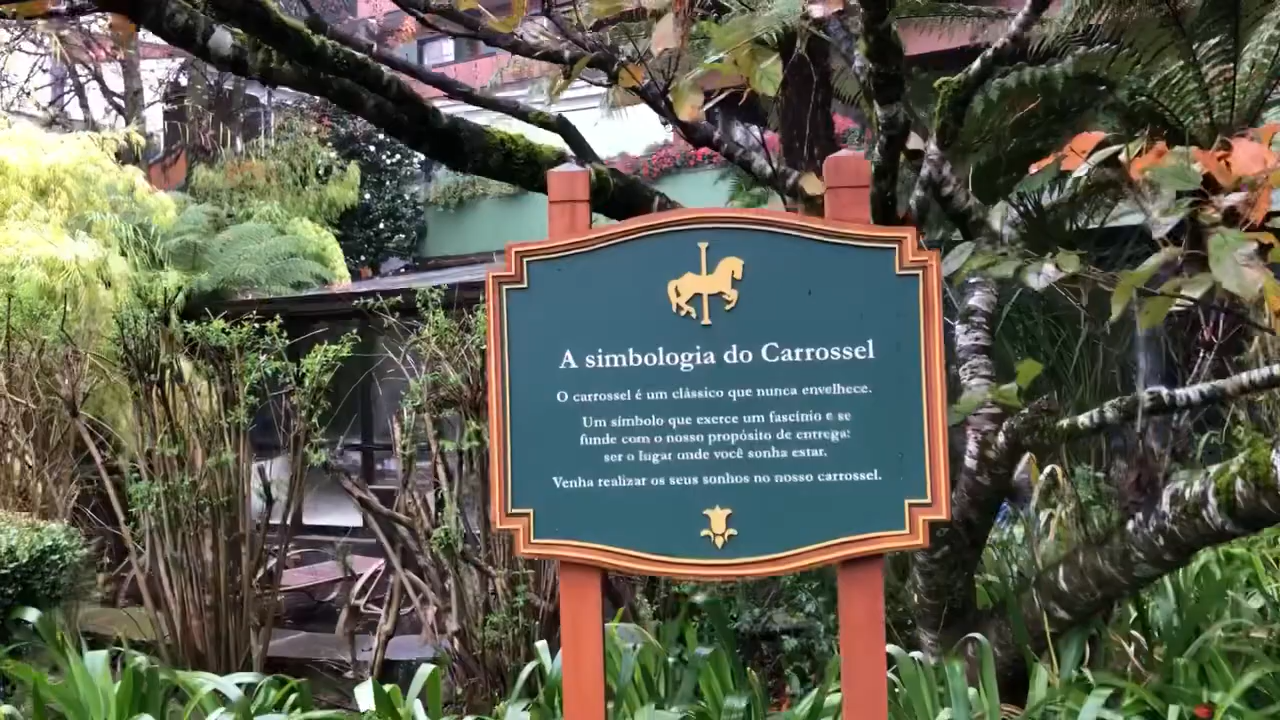 A simbologia do Carrossel
O carrossel é um clássico que nunca envelhece.
Um símbolo que exerce um fascínio e se
funde com o nosso propósito de entrega:
ser o lugar onde você sonha estar.
Venha realizar os seus sonhos no nosso carrossel.